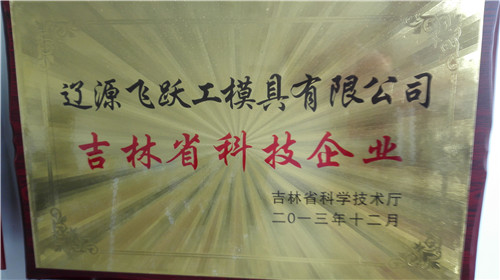 辽源飞跃工模具有限公司
吉林省科技企业
吉林省科学技术厅
二〇一三年十二月